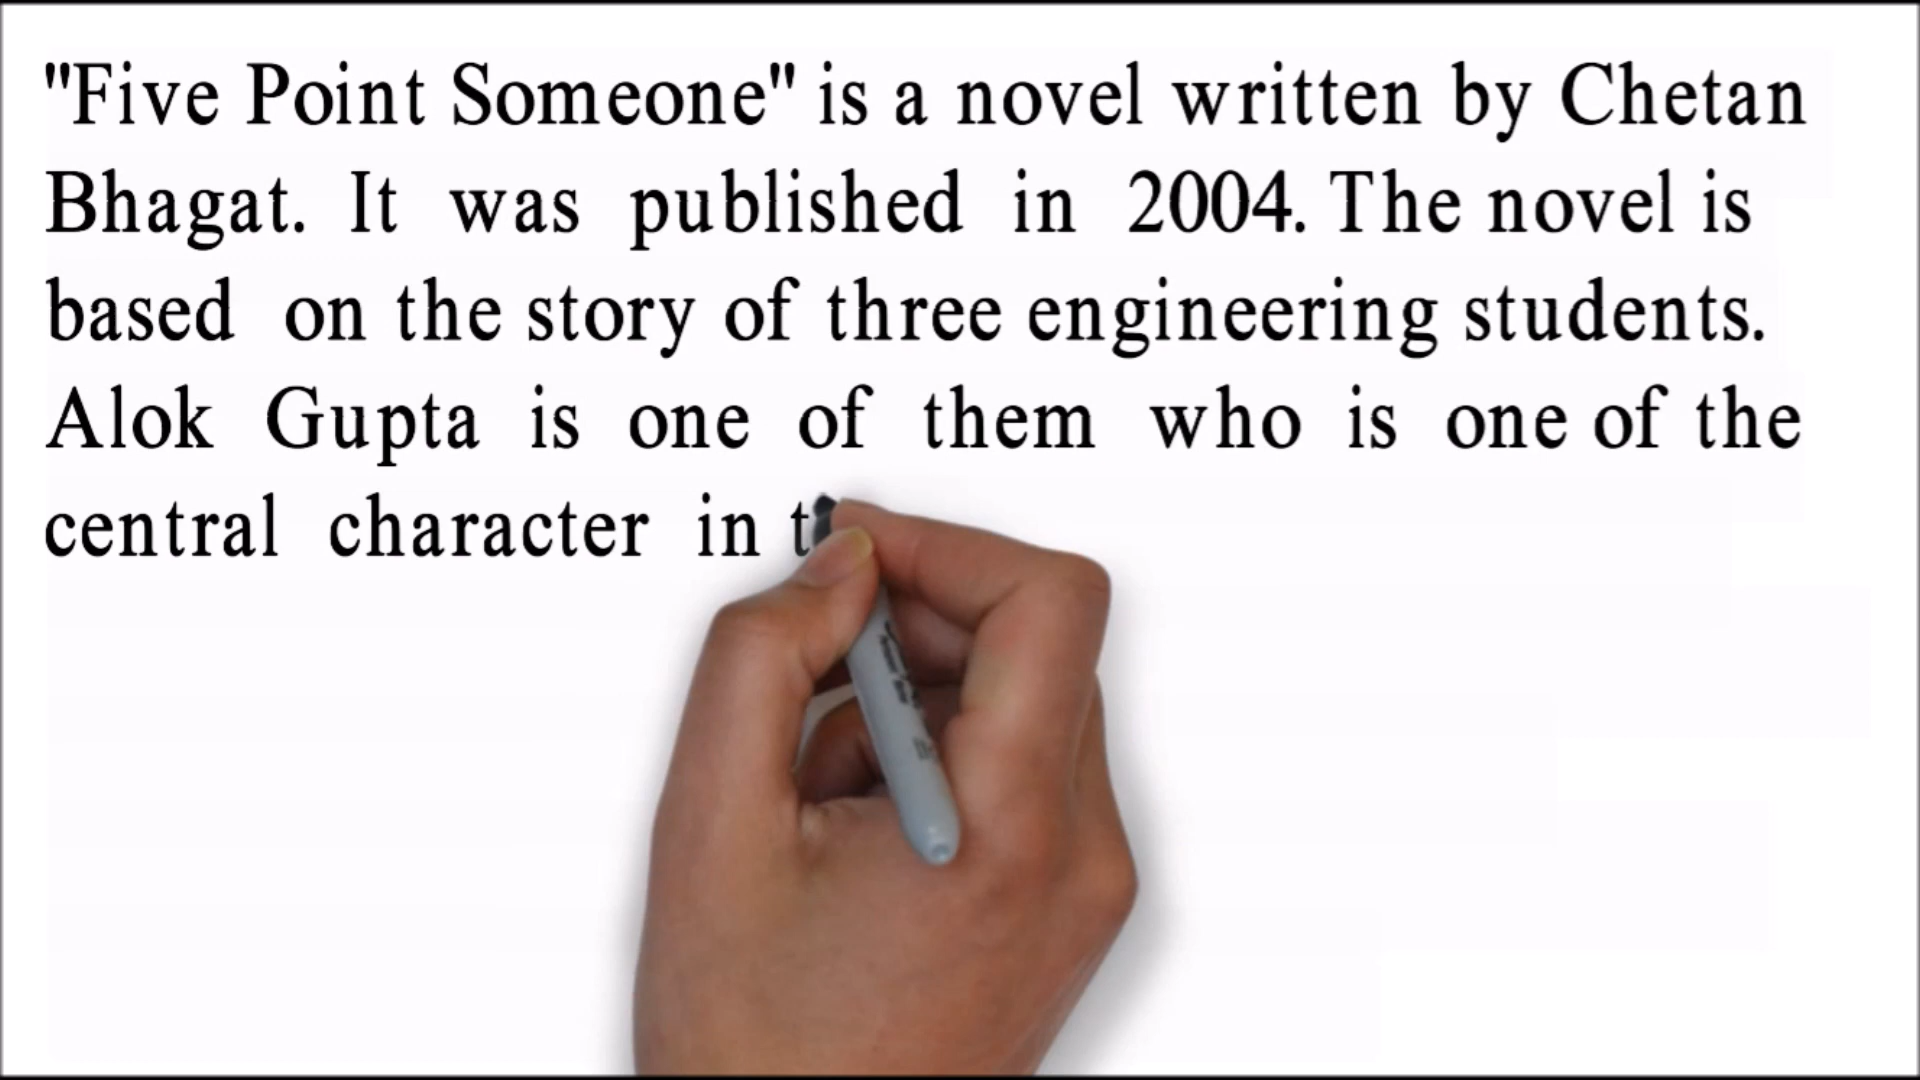 "Five Point Someone" is a novel written by Chetan
Bhagat. It was published in 2004. The novel is
based on the story of three engineering students.
Alok Gupta is one of them who is one of the
central character in t